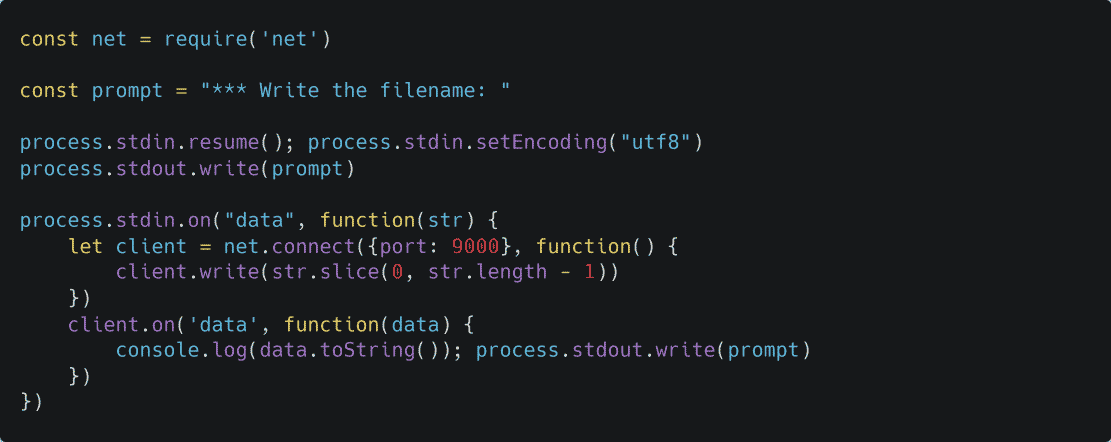 const net = require('net')
const prompt = "*** Write the filename: "
process.stdin.resume(); process.stdin.setEncoding("utf8")
process.stdout.write(prompt)
process.stdin.on("data", function(str) {
    let client = net.connect({port: 9000}, function() {
        client.write(str.slice(0, str.length - 1))
    })
    client.on('data', function(data) {
        console.log(data.toString()); process.stdout.write(prompt)
    })
})